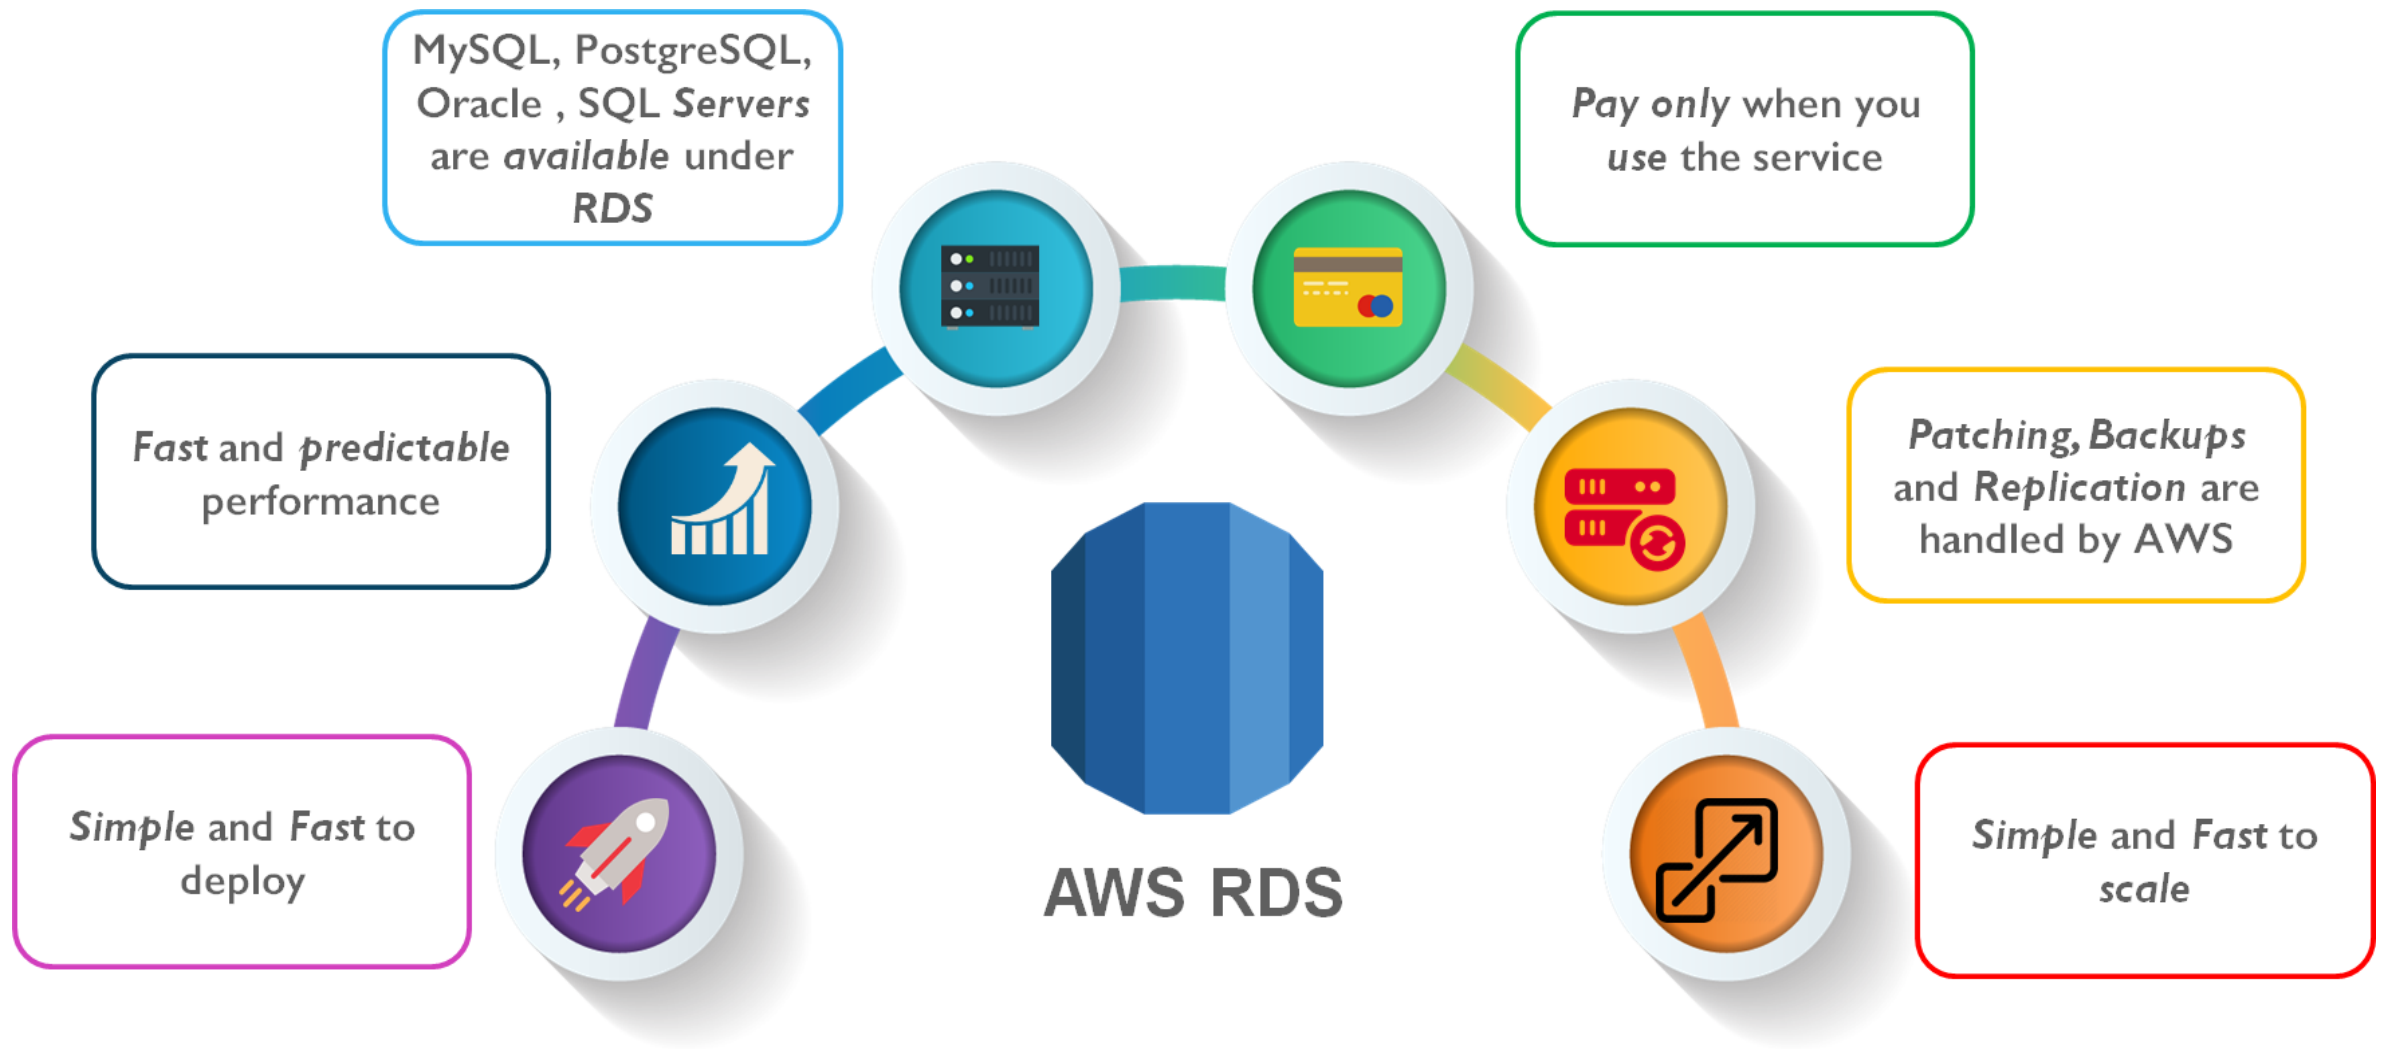 MySQL, PostgreSQL,
Oracle , SQL Servers
are available under
RDS
Pay only when you
use the service
Fast and predictable
performance
Patching, Backups
and Replication are
handled by AWS
Simple and Fast to
deploy
AWS RDS
Simple and Fast to
scale